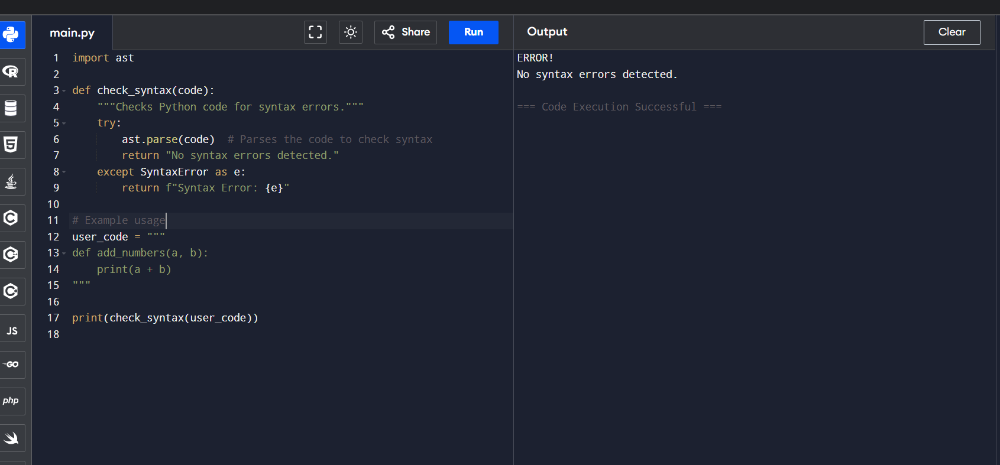 main.py
Share
Run
Output
Clear
1 import ast
2
3 def check_syntax(code):
4     """Checks Python code for syntax errors."""
5     try:
6         ast.parse(code)  # Parses the code to check syntax
7         return "No syntax errors detected."
8     except SyntaxError as e:
9         return f"Syntax Error: {e}"
10
11 # Example usage
12 user_code = """
13 def add_numbers(a, b):
14     print(a + b)
15 """
16
17 print(check_syntax(user_code))
18
ERROR!
No syntax errors detected.
=== Code Execution Successful ===
R
5
C
C+
C#
JS
GO
php